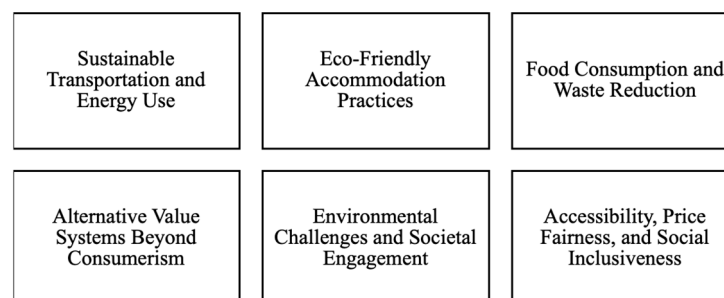 Sustainable
Transportation and
Energy Use
Eco-Friendly
Accommodation
Practices
Food Consumption and
Waste Reduction
Alternative Value
Systems Beyond
Consumerism
Environmental
Challenges and Societal
Engagement
Accessibility, Price
Fairness, and Social
Inclusiveness